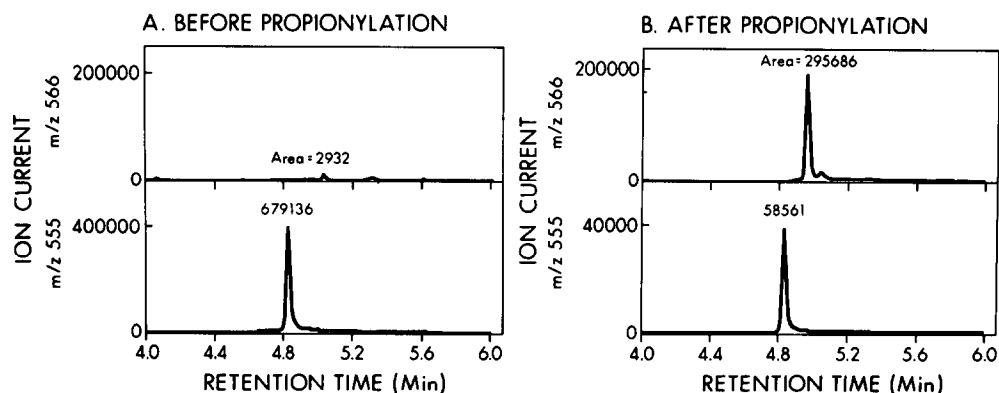 A. BEFORE PROPIONYLATION
ION CURRENT
m/z 566
200000
0
Area=2932
m/z 555
400000
0
679136
4.0 4.4 4.8 5.2 5.6 6.0
RETENTION TIME (Min)
B. AFTER PROPIONYLATION
ION CURRENT
m/z 566
200000
0
Area=295686
m/z 555
40000
0
58561
4.0 4.4 4.8 5.2 5.6 6.0
RETENTION TIME (Min)